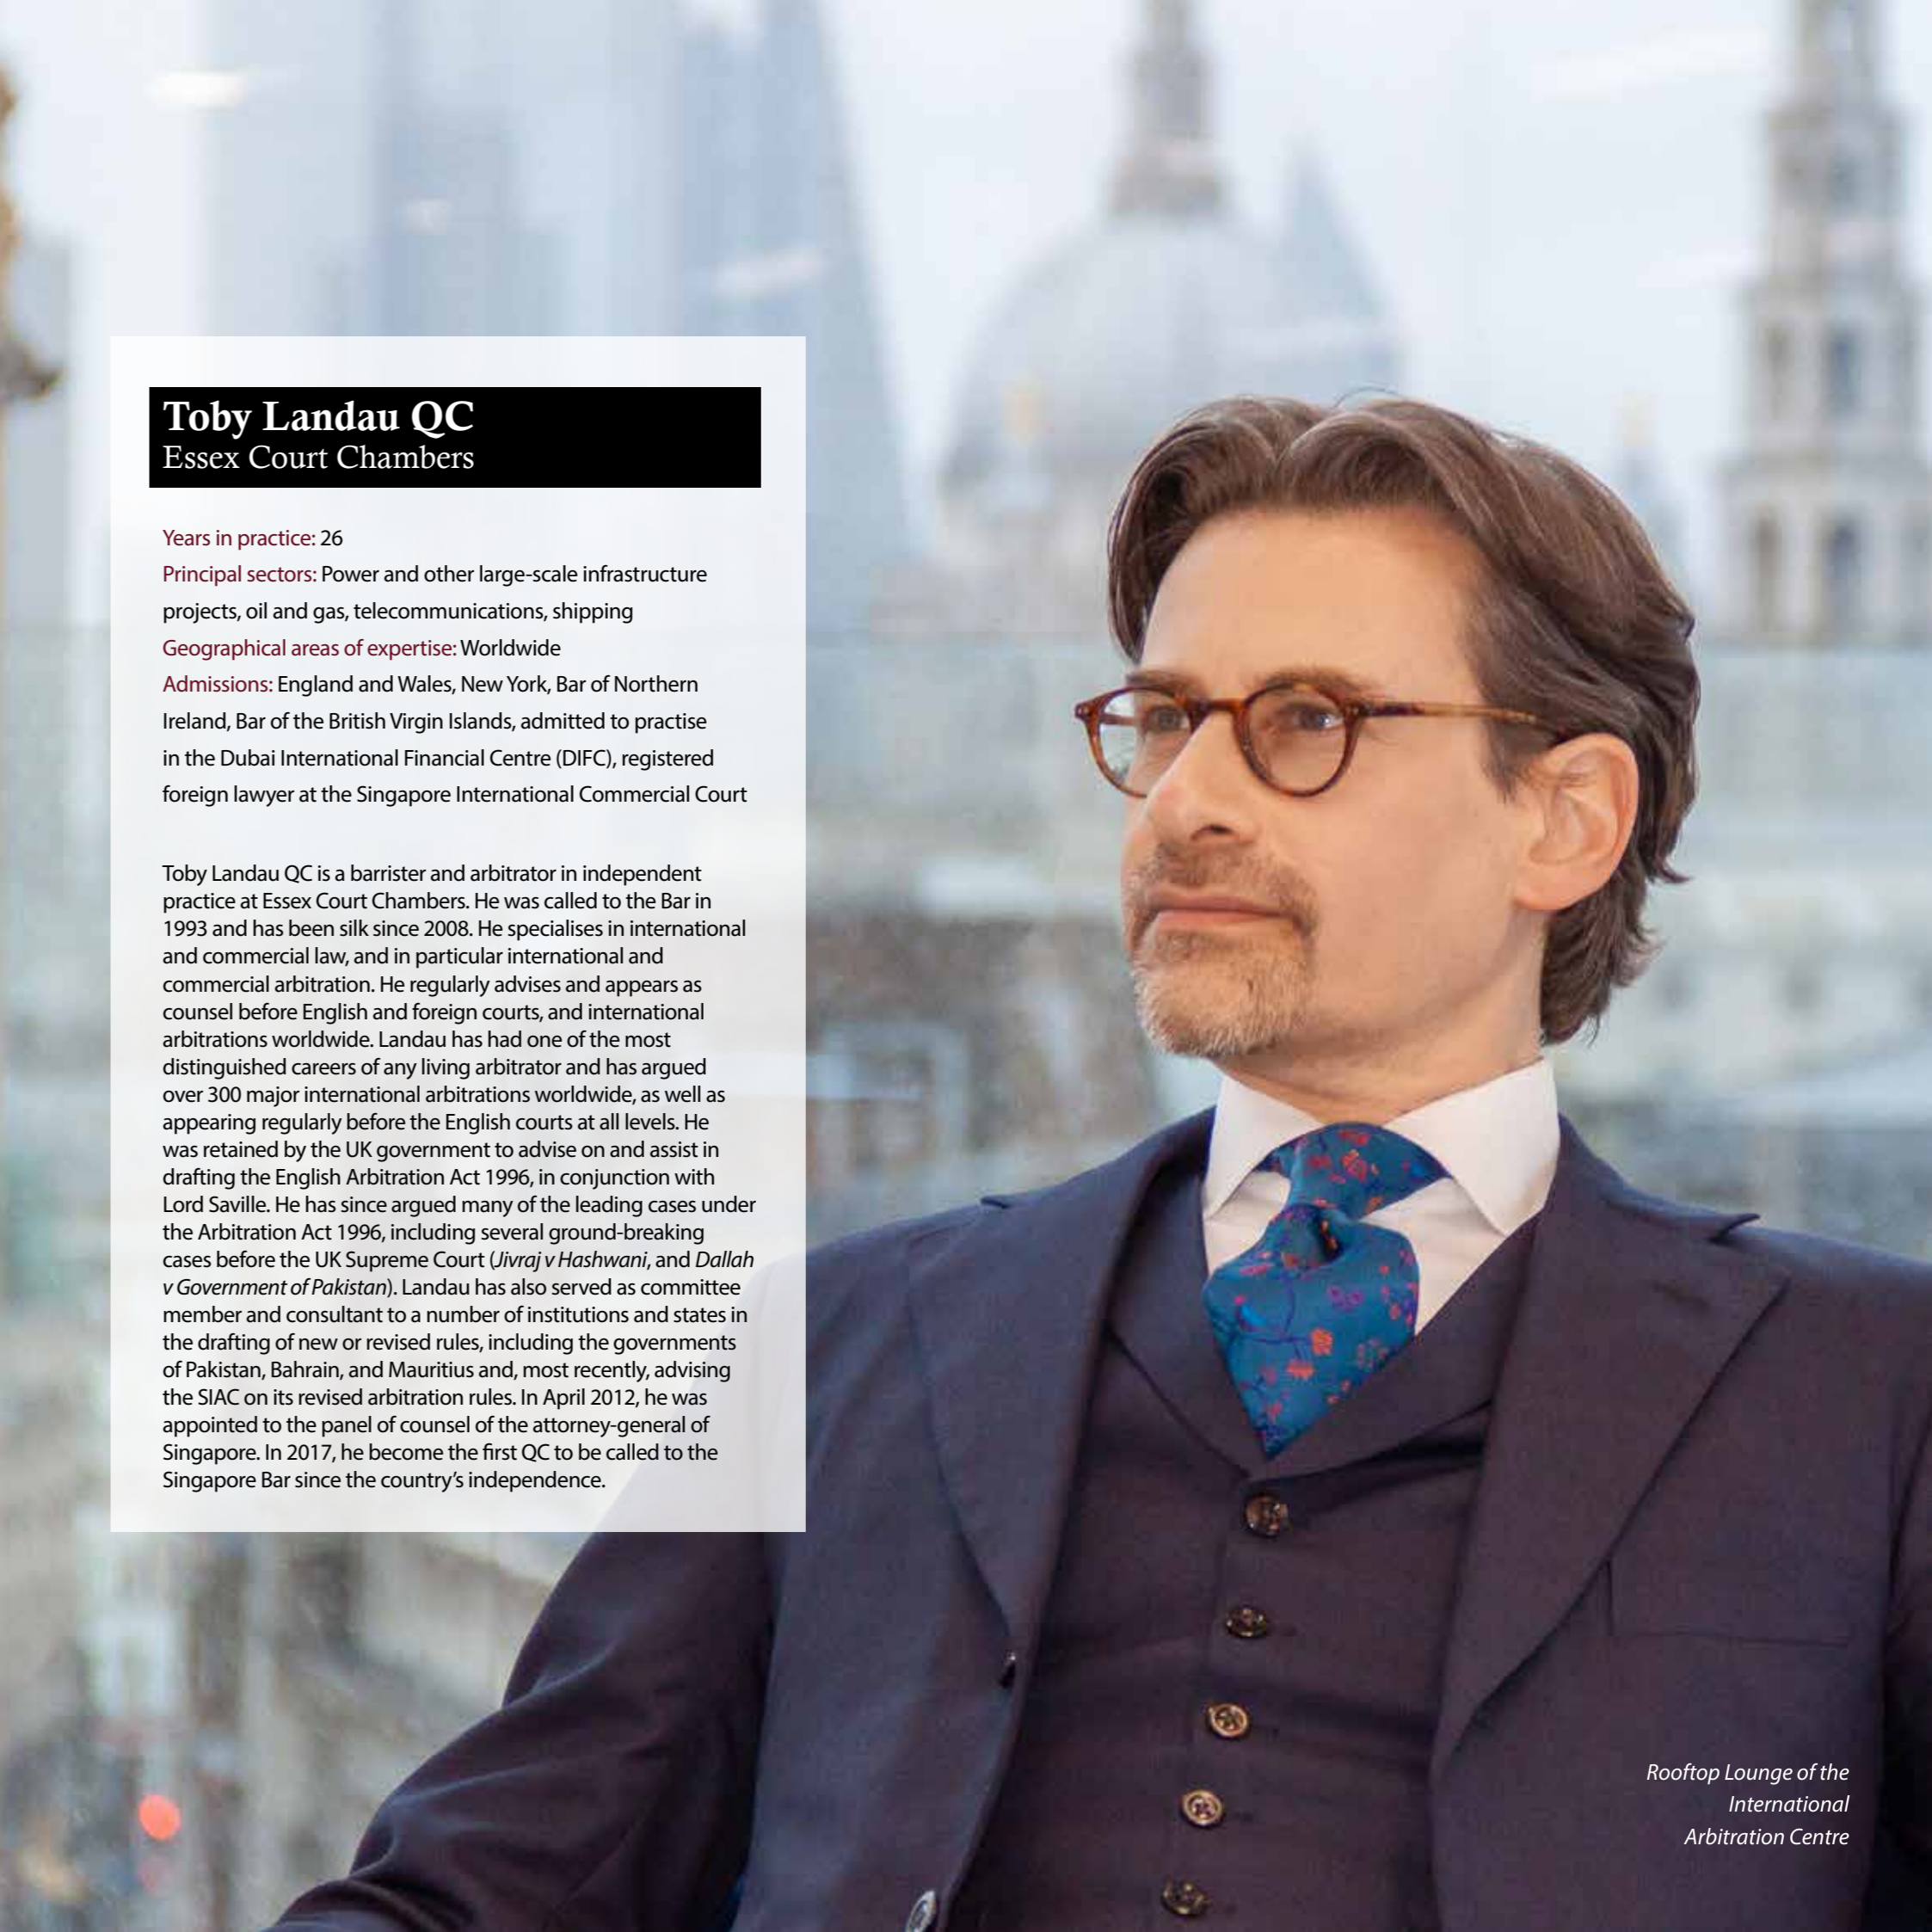 Toby Landau QC
Essex Court Chambers
Years in practice: 26
Principal sectors: Power and other large-scale infrastructure
projects, oil and gas, telecommunications, shipping
Geographical areas of expertise: Worldwide
Admissions: England and Wales, New York, Bar of Northern
Ireland, Bar of the British Virgin Islands, admitted to practise
in the Dubai International Financial Centre (DIFC), registered
foreign lawyer at the Singapore International Commercial Court
Toby Landau QC is a barrister and arbitrator in independent
practice at Essex Court Chambers. He was called to the Bar in
1993 and has been silk since 2008. He specialises in international
and commercial law, and in particular international and
commercial arbitration. He regularly advises and appears as
counsel before English and foreign courts, and international
arbitrations worldwide. Landau has had one of the most
distinguished careers of any living arbitrator and has argued
over 300 major international arbitrations worldwide, as well as
appearing regularly before the English courts at all levels. He
was retained by the UK government to advise on and assist in
drafting the English Arbitration Act 1996, in conjunction with
Lord Saville. He has since argued many of the leading cases under
the Arbitration Act 1996, including several ground-breaking
cases before the UK Supreme Court (Jivraj v Hashwani, and Dallah
v Government of Pakistan). Landau has also served as committee
member and consultant to a number of institutions and states in
the drafting of new or revised rules, including the governments
of Pakistan, Bahrain, and Mauritius and, most recently, advising
the SIAC on its revised arbitration rules. In April 2012, he was
appointed to the panel of counsel of the attorney-general of
Singapore. In 2017, he become the first QC to be called to the
Singapore Bar since the country's independence.
Rooftop Lounge of the
International
Arbitration Centre